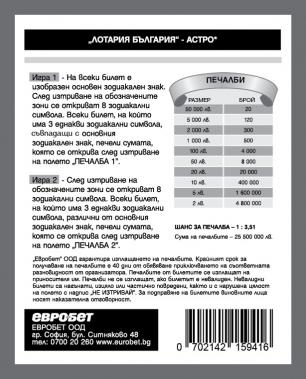 „ЛОТАРИЯ БЪЛГАРИЯ“ - АСТРО*
Игра 1 - На всеки билет е
изобразен основен зодиакален знак.
След изтриване на обозначените
зони се откриват 8 зодиакални
символа. Всеки билет, на който
има 3 еднакви зодиакални символа,
съвпадащи с основния
зодиакален знак, печели сумата,
която се открива след изтриване
на полето „ПЕЧАЛБА 1“.
Игра 2 - След изтриване на
обозначените зони се откриват 8
зодиакални символа. Всеки билет,
на който има 3 еднакви зодиакални
символа, различни от основния
зодиакален знак, печели сумата,
която се открива след изтриване
на полето „ПЕЧАЛБА 2“.
ПЕЧАЛБИ
РАЗМЕР БРОЙ
50 000 лв. 20
5 000 лв. 120
2 000 лв. 300
1 000 лв. 500
100 лв. 4 000
50 лв. 8 000
20 лв. 20 000
10 лв. 400 000
5 лв. 1 600 000
2 лв. 4 800 000
ШАНС ЗА ПЕЧАЛБА – 1 : 3,51
Сума на печалбите – 25 500 000 лв.
„Евробет“ ООД гарантира изплащането на печалбите. Крайният срок за
получаване на печалбите е 40 дни от обявяване приключването на съответната
разновидност от организатора. Печалбите от билетите се изплащат на
приносителя им. Печели се, ако билетът е легитимен и невалиден. Невалидни
билети са нагънати, изцяло или частично повредени, както и с нарушена цялост
на полето с надпис „НЕ ИЗТРИВАЙ“. За подправяне на билетите виновните лица
носят наказателна отговорност.
ЕВРОБЕТ
ЕВРОБЕТ ООД
гр. София, бул. Ситняково 48
тел.: 0700 20 260 www.eurobet.bg
0 702142 159416